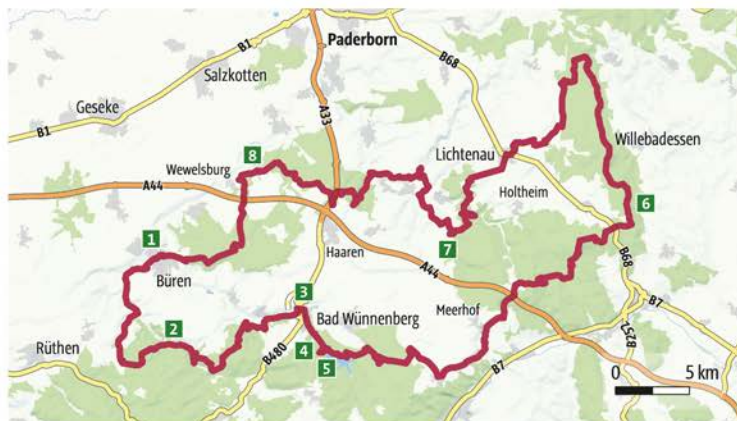 B1
Paderborn
Salzkotten
B68
Geseke
A33
B1
Willebadessen
Lichtenau
8
Wewelsburg
A44
Holtheim
6
1
7
Haaren
B68
Büren
A44
3
B7
Bad Wünnenberg
Meerhof
2
B252
Rüthen
4
B480
5
B7
0 5 km